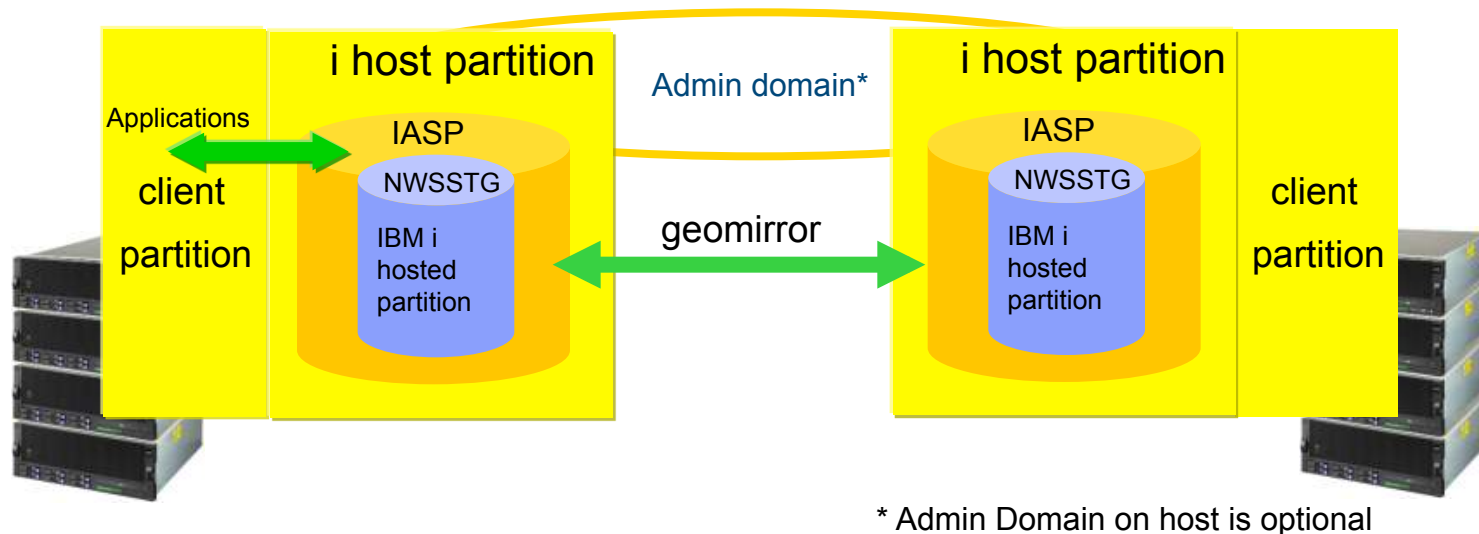 i host partition
Applications
client
partition
IASP
NWSSTG
IBM i
hosted
partition
Admin domain*
geomirror
i host partition
IASP
NWSSTG
IBM i
hosted
partition
client
partition
* Admin Domain on host is optional